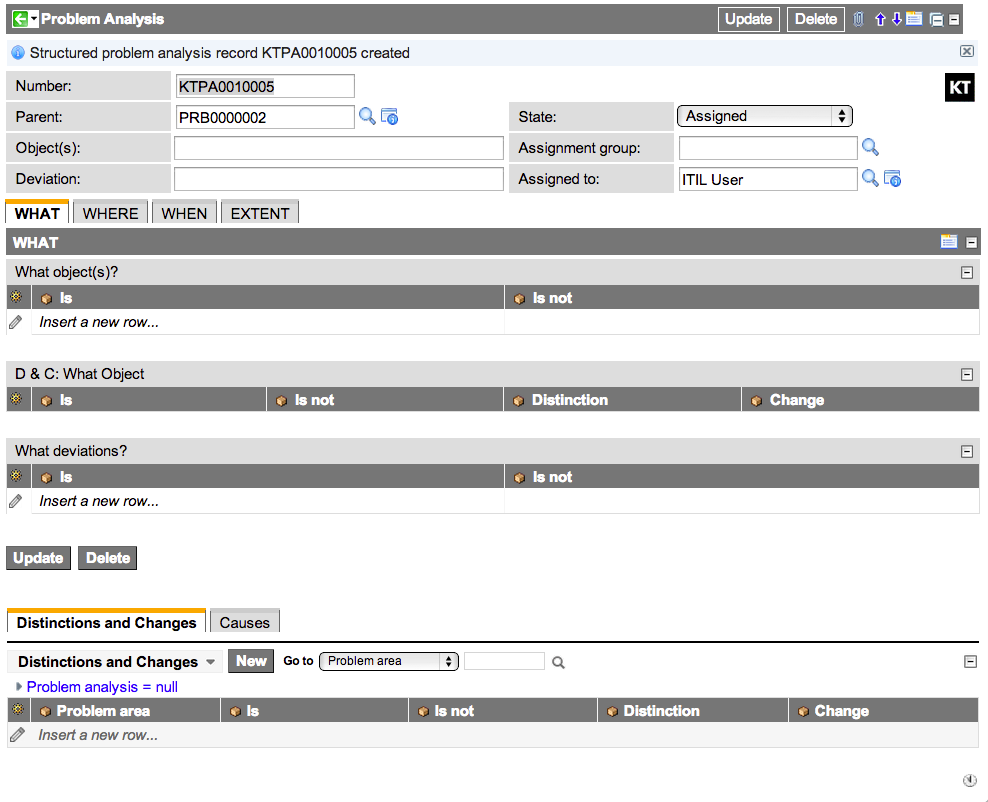 Problem Analysis Update Delete
Structured problem analysis record KTPA0010005 created
Number: KTPA0010005 KT
Parent: PRB0000002 State: Assigned
Object(s): Assignment group:
Deviation: Assigned to: ITIL User
WHAT WHERE WHEN EXTENT
WHAT
What object(s)?
Is Is not
Insert a new row...
D & C: What Object
Is Is not Distinction Change
What deviations?
Is Is not
Insert a new row...
Update Delete
Distinctions and Changes Causes
Distinctions and Changes New Go to Problem area
Problem analysis = null
Problem area Is Is not Distinction Change
Insert a new row...